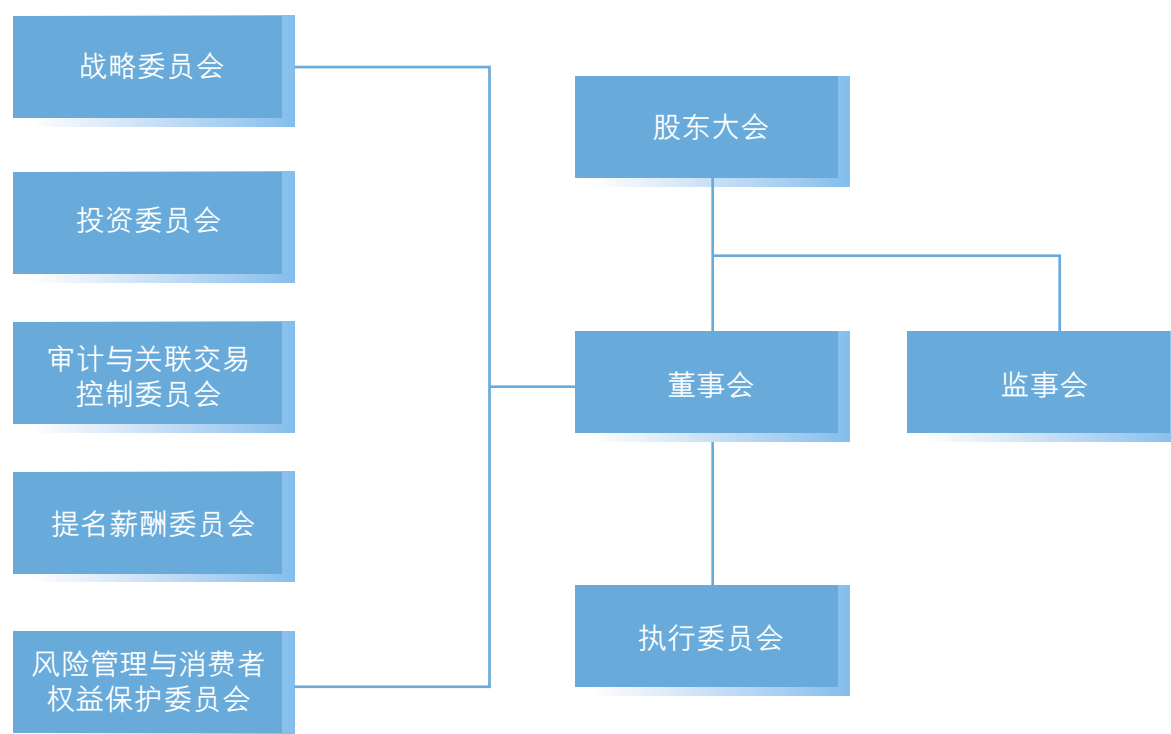 战略委员会
投资委员会
审计与关联交易
控制委员会
提名薪酬委员会
风险管理与消费者
权益保护委员会
股东大会
董事会
监事会
执行委员会